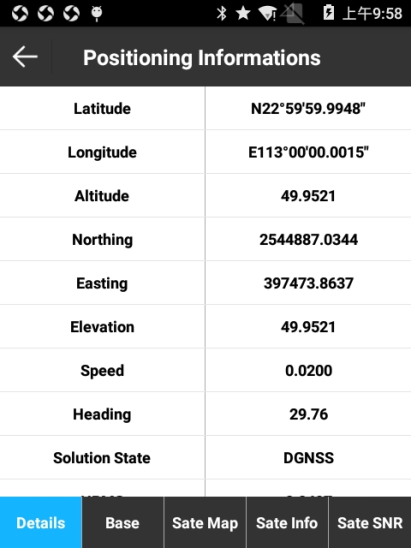 上午9:58
Positioning Informations
Latitude N22°59'59.9948"
Longitude E113°00'00.0015"
Altitude 49.9521
Northing 2544887.0344
Easting 397473.8637
Elevation 49.9521
Speed 0.0200
Heading 29.76
Solution State DGNSS
Details Base Sate Map Sate Info Sate SNR